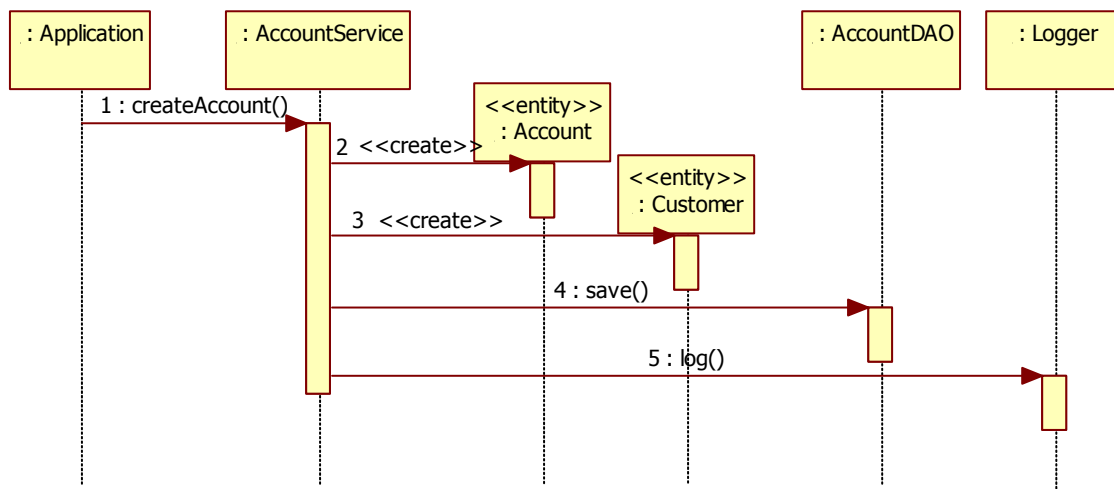 : Application
: AccountService
: AccountDAO
: Logger
1 : createAccount()
<<entity>>
: Account
2 <<create>>
<<entity>>
: Customer
3 <<create>>
4 : save()
5 : log()